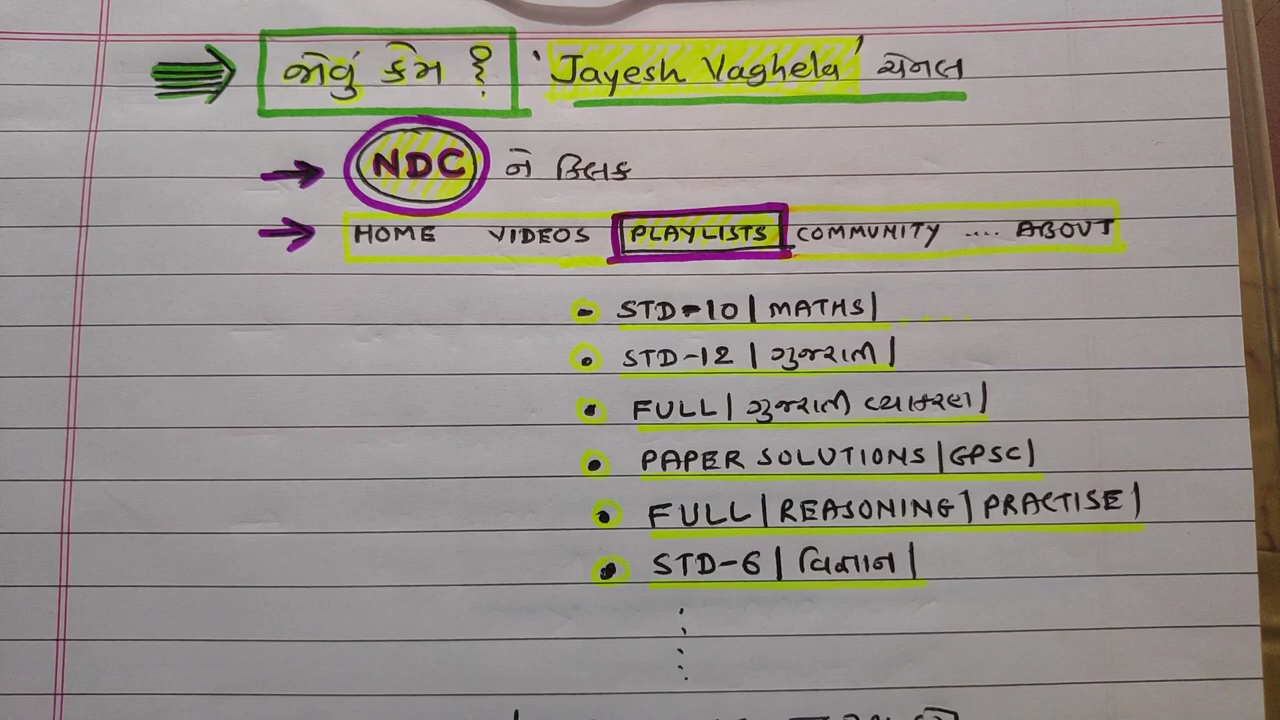 જોવું કેમ ? 'Jayesh Vaghela' ચેનલ
NDC ને ક્લિક
HOME VIDEOS PLAYLISTS COMMUNITY .... ABOUT
• STD-10 | MATHS |
• STD-12 | ગુજરાતી |
• FULL | ગુજરાતી વ્યાકરણ |
• PAPER SOLUTIONS | GPSC |
• FULL | REASONING | PRACTISE |
• STD-6 | વિજ્ઞાન |